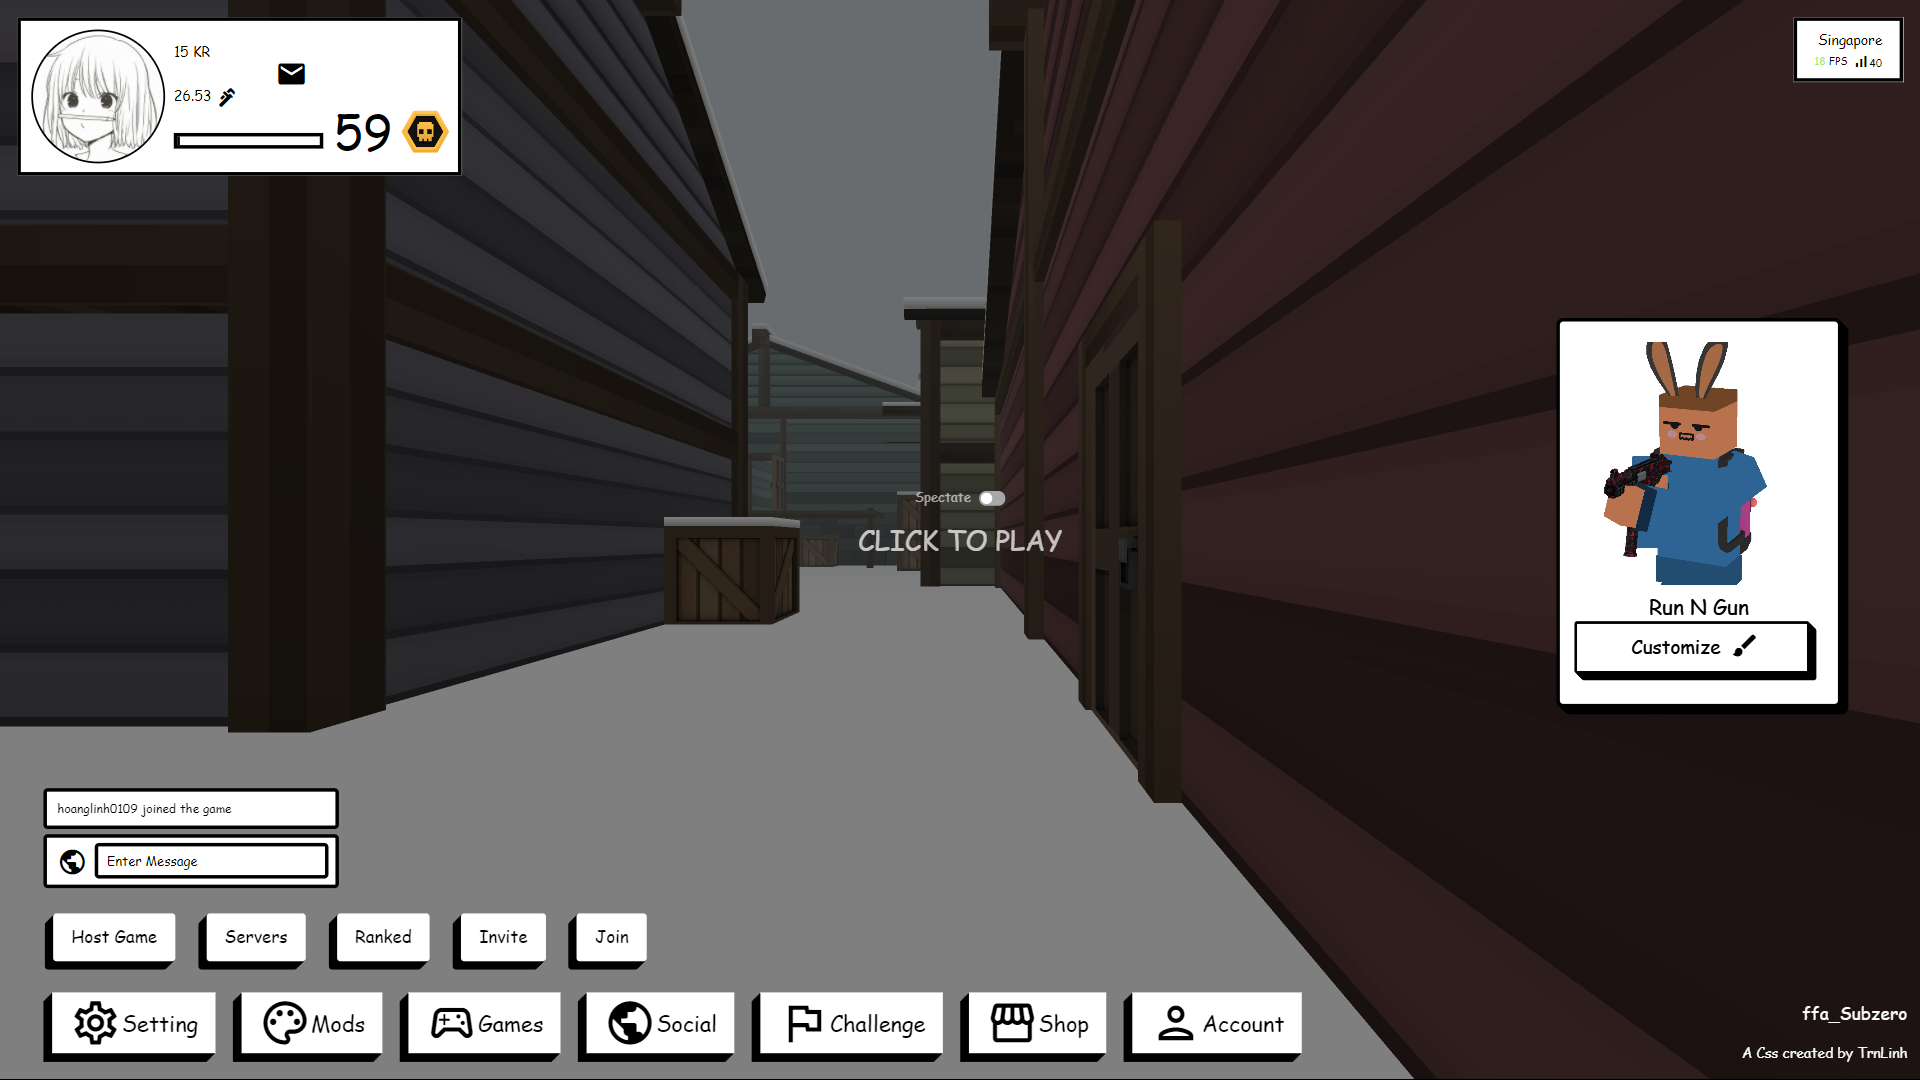 15 KR
26.53
59
Singapore
18 FPS 40
Spectate
CLICK TO PLAY
Run N Gun
Customize
hoanglinh0109 joined the game
Enter Message
Host Game
Servers
Ranked
Invite
Join
Setting
Mods
Games
Social
Challenge
Shop
Account
ffa_Subzero
A Css created by TrnLinh